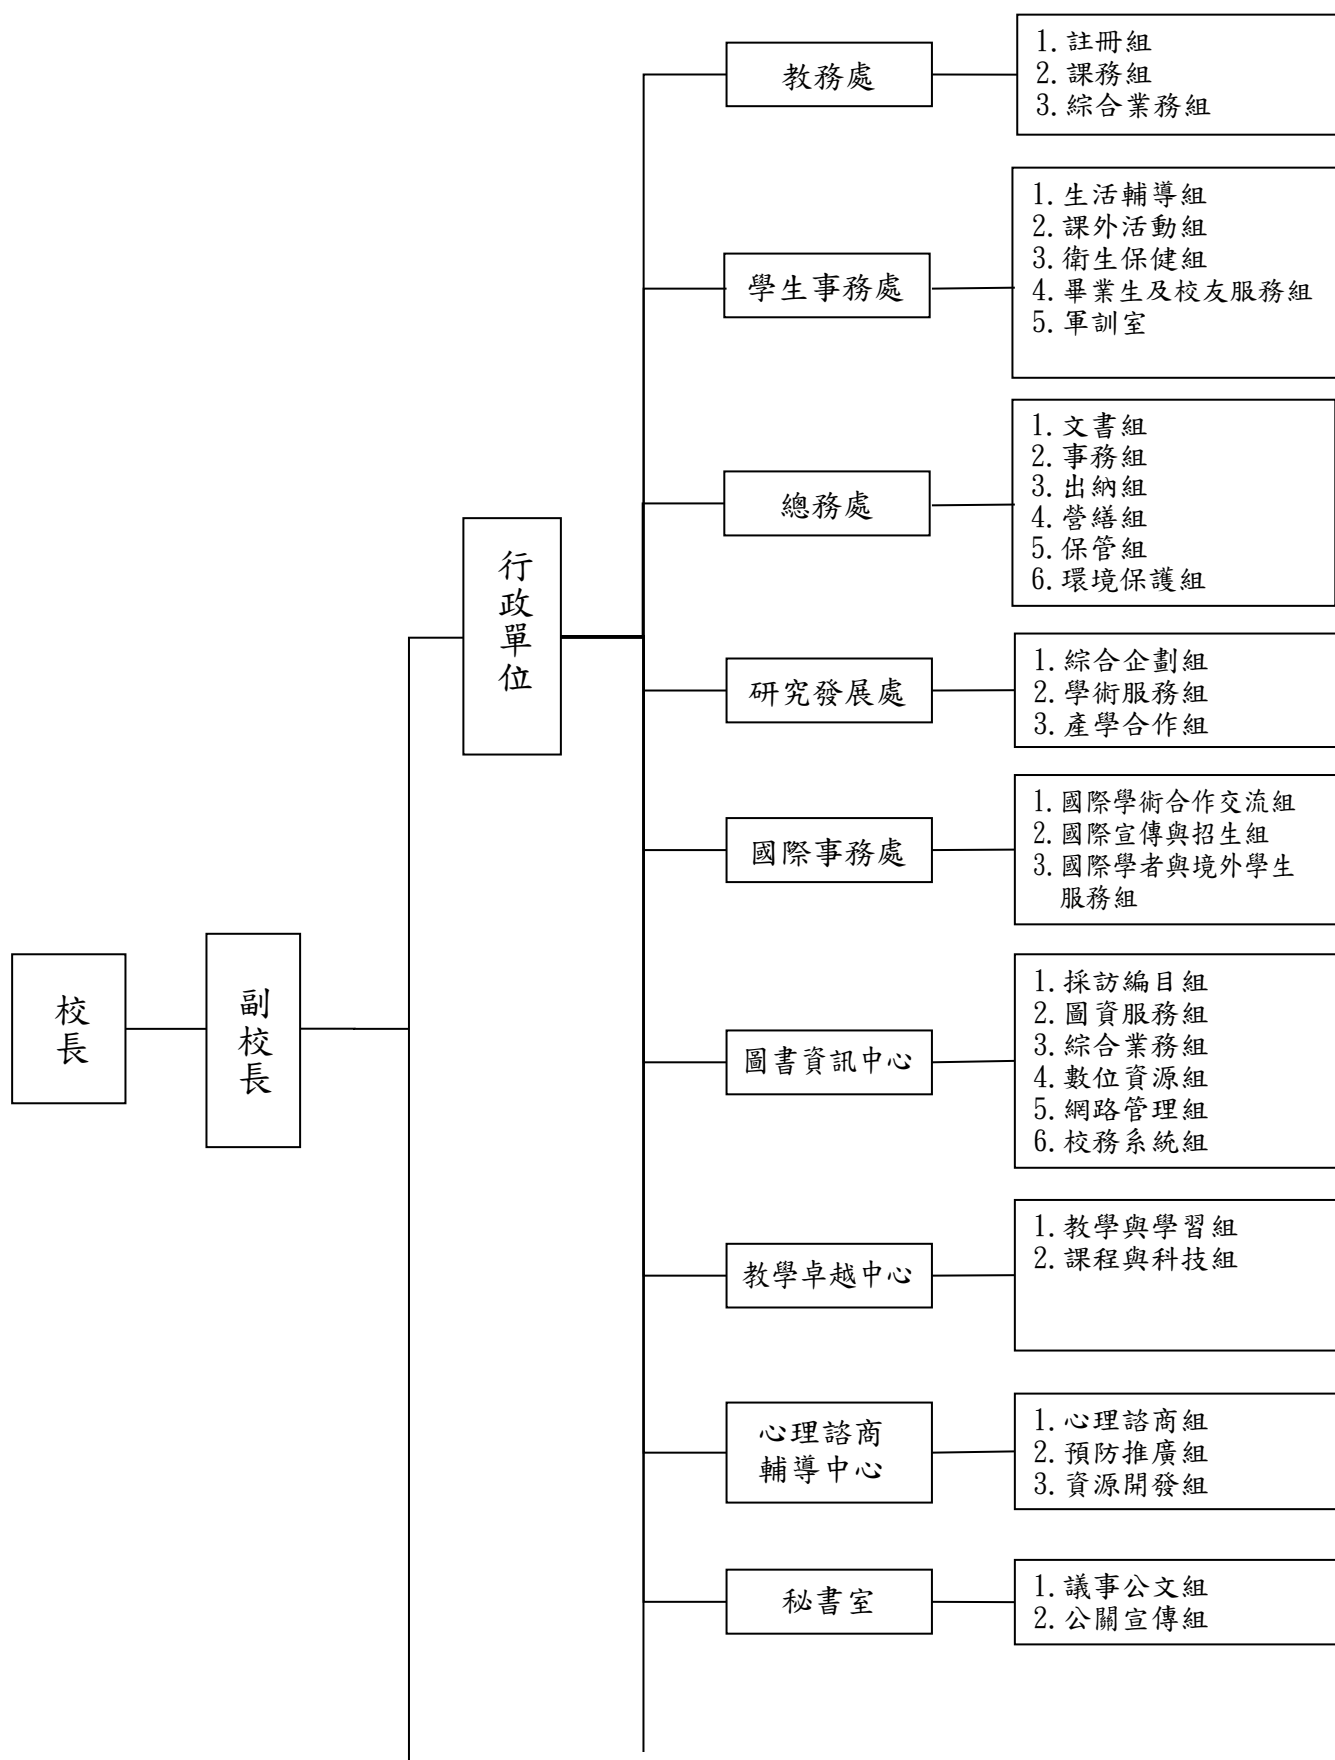 校長
副校長
行政單位
教務處
1. 註冊組
2. 課務組
3. 綜合業務組
學生事務處
1. 生活輔導組
2. 課外活動組
3. 衛生保健組
4. 畢業生及校友服務組
5. 軍訓室
總務處
1. 文書組
2. 事務組
3. 出納組
4. 營繕組
5. 保管組
6. 環境保護組
研究發展處
1. 綜合企劃組
2. 學術服務組
3. 產學合作組
國際事務處
1. 國際學術合作交流組
2. 國際宣傳與招生組
3. 國際學者與境外學生
服務組
圖書資訊中心
1. 採訪編目組
2. 圖資服務組
3. 綜合業務組
4. 數位資源組
5. 網路管理組
6. 校務系統組
教學卓越中心
1. 教學與學習組
2. 課程與科技組
心理諮商
輔導中心
1. 心理諮商組
2. 預防推廣組
3. 資源開發組
秘書室
1. 議事公文組
2. 公關宣傳組